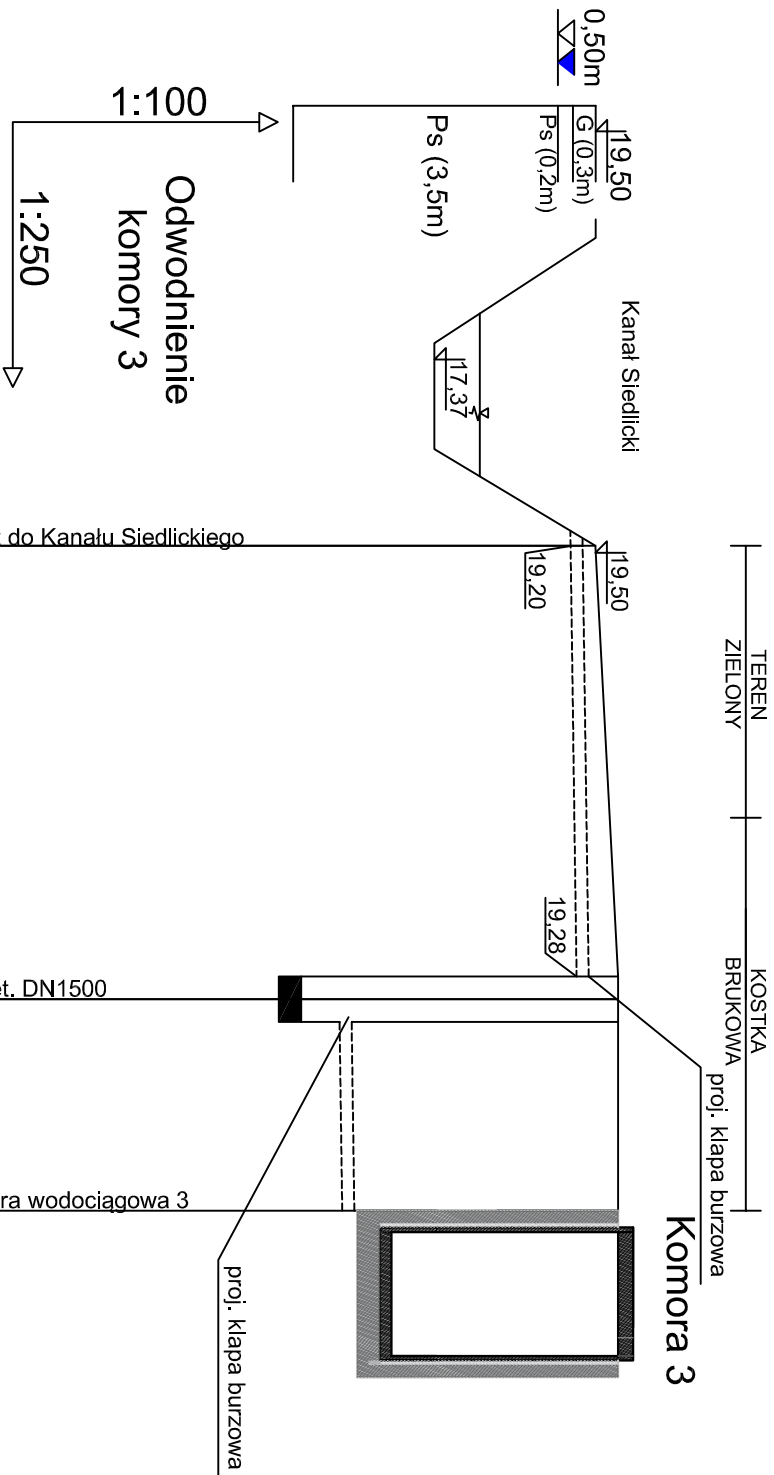 TEREN
ZIELONY
KOSTKA
BRUKOWA
proj. klapa burzowa
Komora 3
Kanał Siedlicki
0,50m
19,50
G (0,3m)
Ps (0,2m)
Ps (3,5m)
17,37
19,50
19,20
19,28
proj. klapa burzowa
Odwodnienie
komory 3
1:100
1:250
do Kanału Siedlickiego
et. DN1500
ra wodociągowa 3